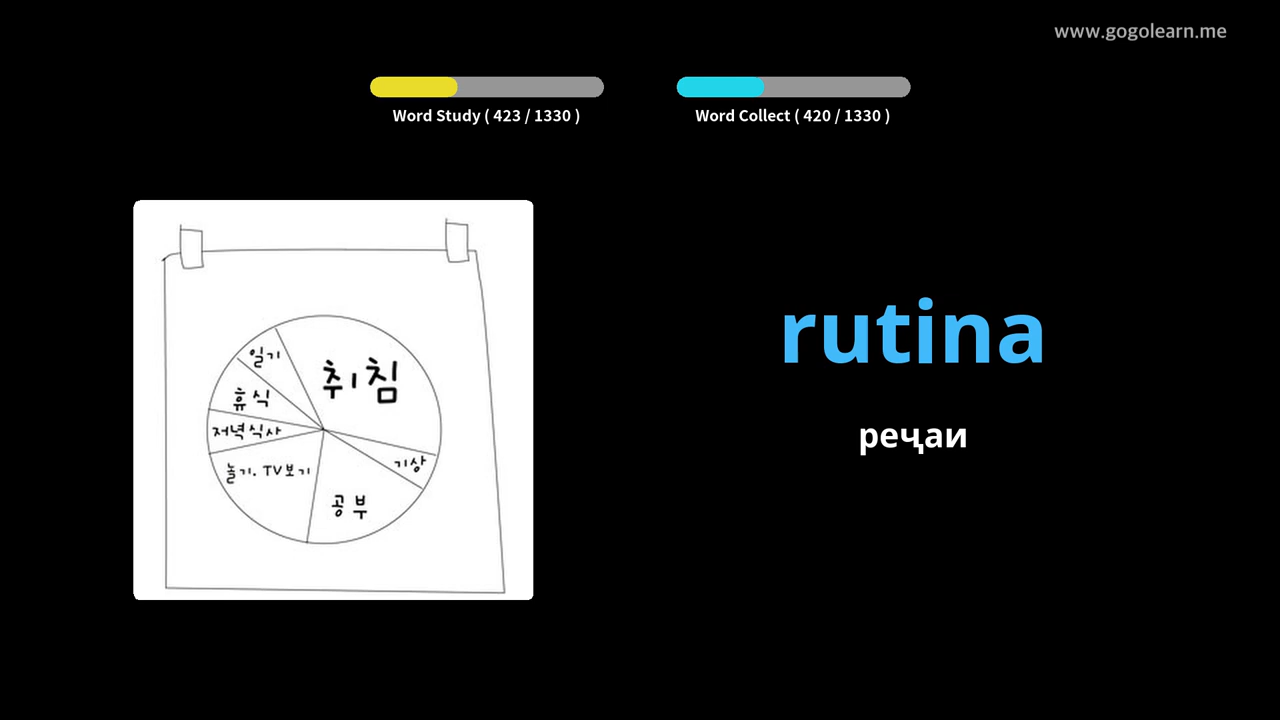 www.gogolearn.me
Word Study ( 423 / 1330 )
Word Collect ( 420 / 1330 )
일기
취침
휴식
저녁식사
기상
놀기. TV보기
공부
rutina
реҷаи